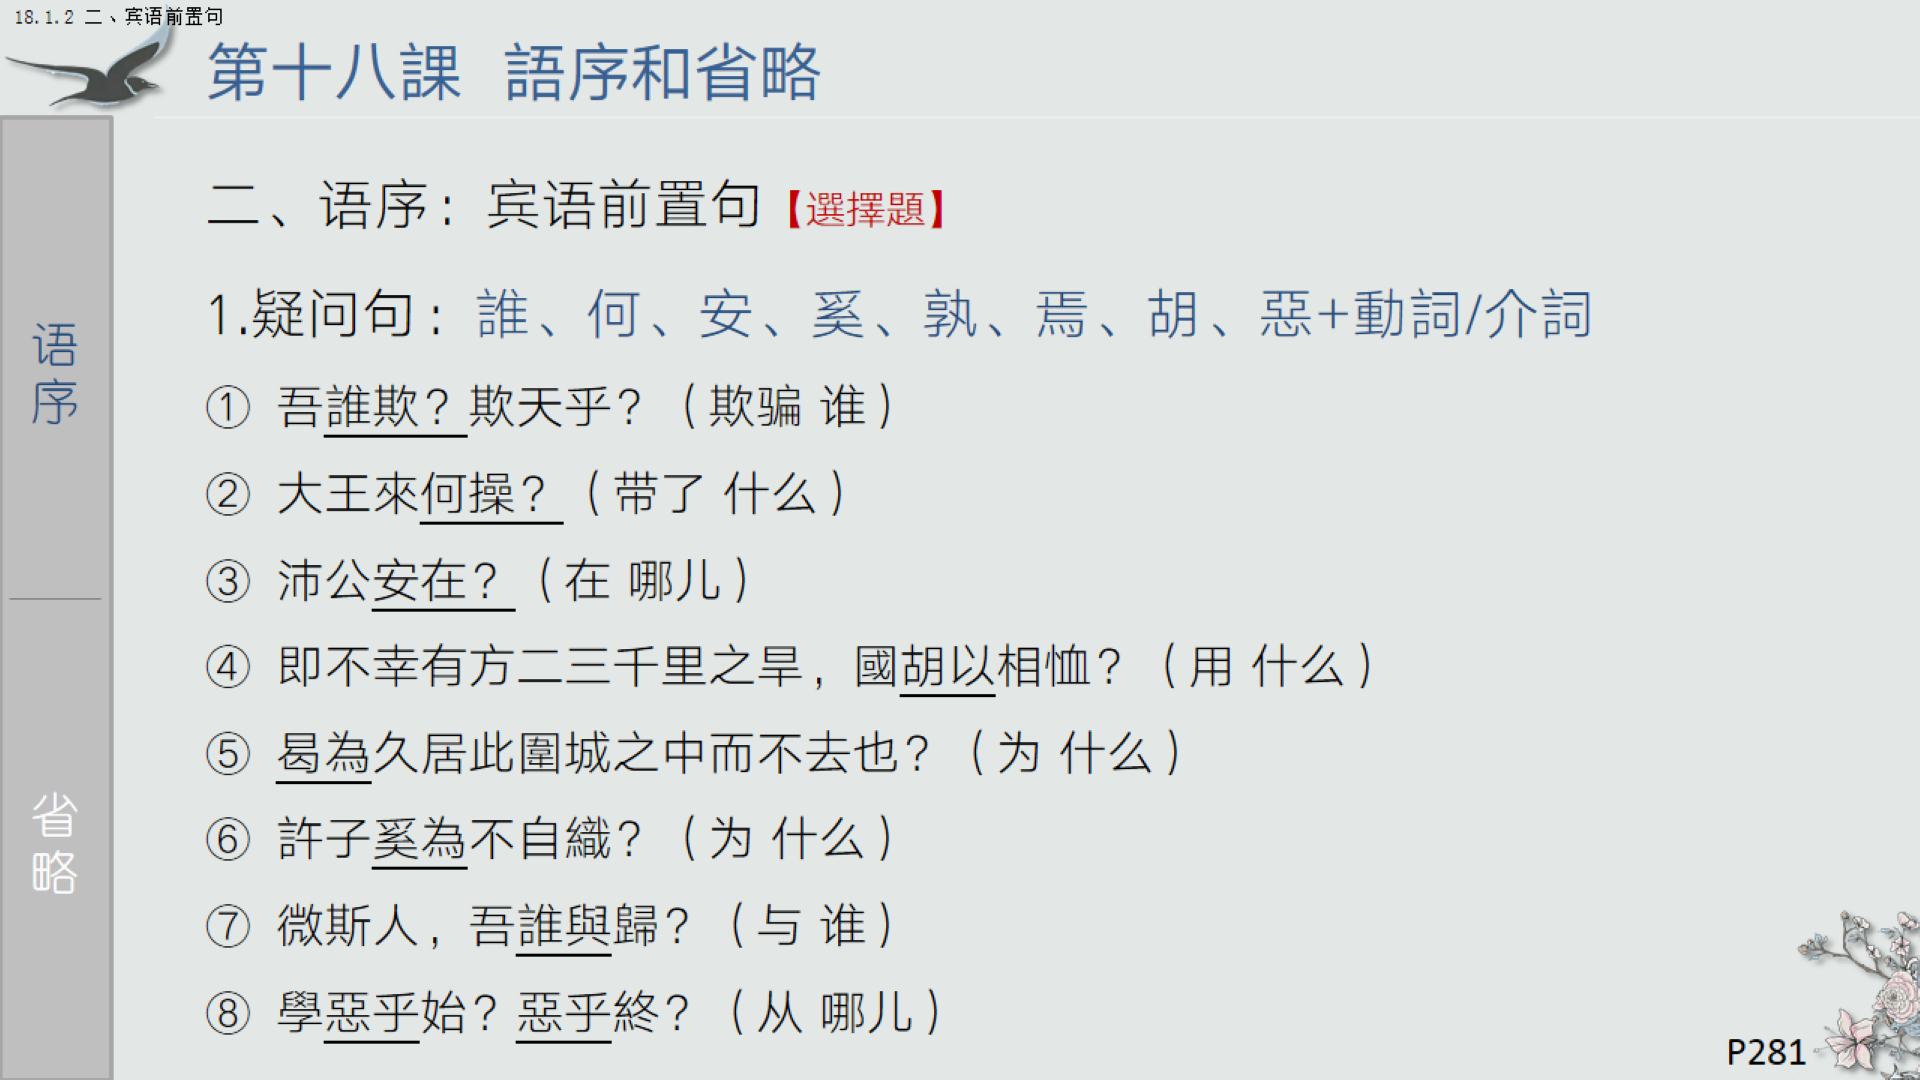 18.1.2 二、宾语前置句
第十八課 語序和省略
语序
省略
二、语序：宾语前置句【選擇題】
1.疑问句：誰、何、安、奚、孰、焉、胡、惡+動詞/介詞
① 吾誰欺？欺天乎？（欺骗 谁）
② 大王來何操？（带了 什么）
③ 沛公安在？（在 哪儿）
④ 即不幸有方二三千里之旱，國胡以相恤？（用 什么）
⑤ 曷為久居此圍城之中而不去也？（为 什么）
⑥ 許子奚為不自織？（为 什么）
⑦ 微斯人，吾誰與歸？（与 谁）
⑧ 學惡乎始？惡乎終？（从 哪儿）
P281